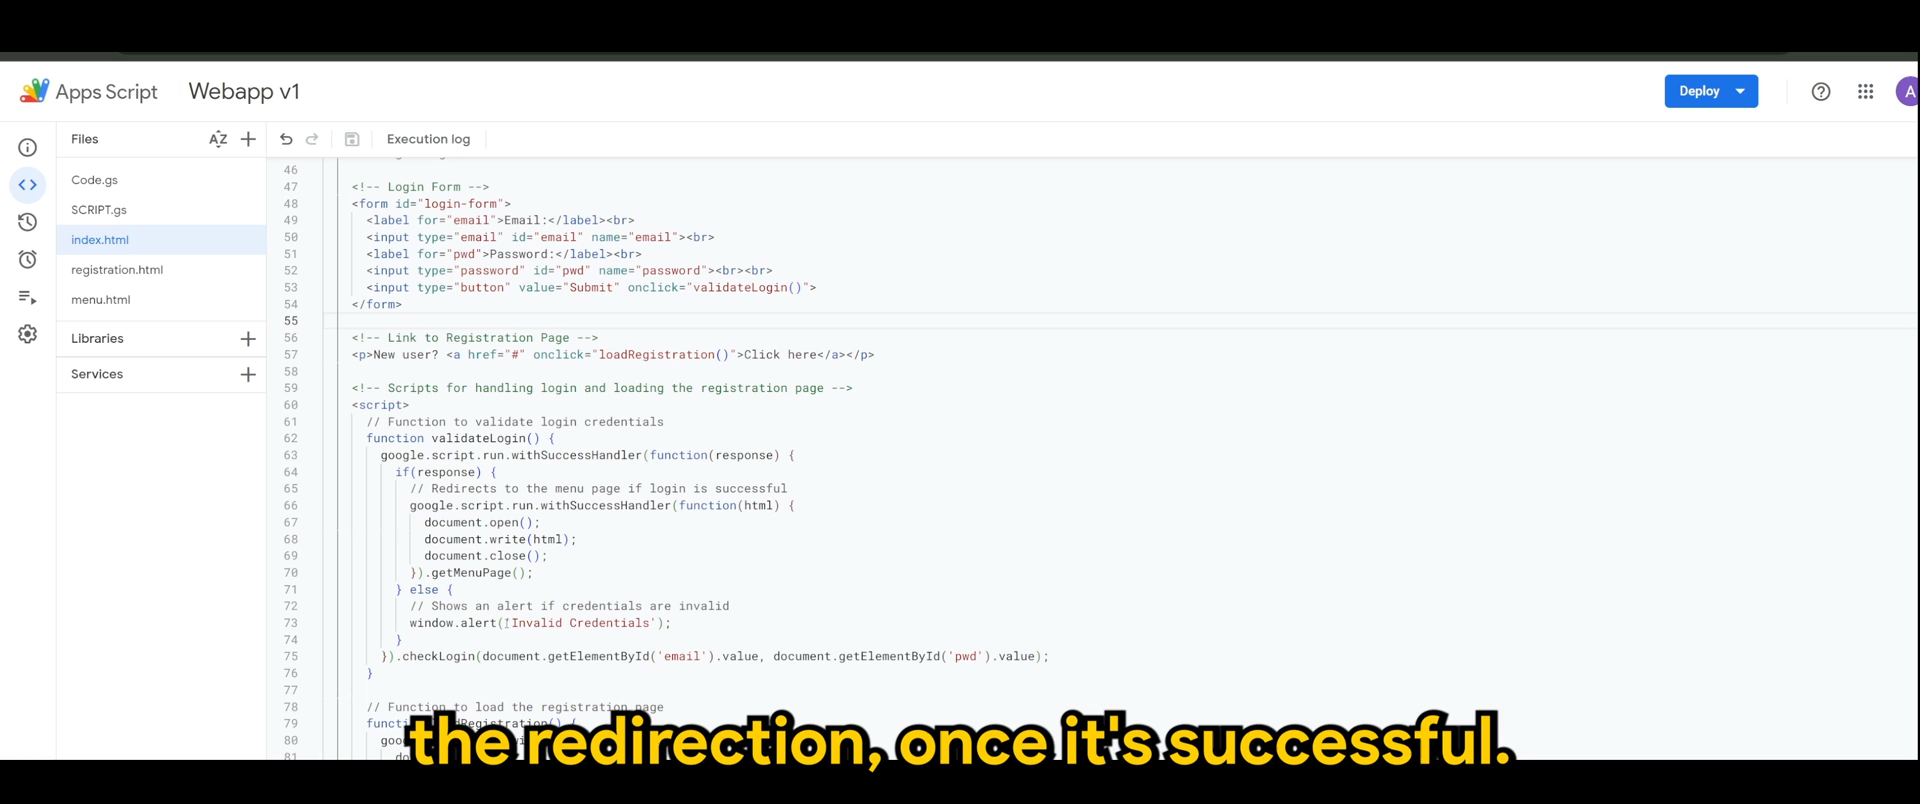 Apps Script
Webapp v1
Deploy
A
Files
AZ
Execution log
Code.gs
SCRIPT.gs
index.html
registration.html
menu.html
Libraries
Services
46
47 <!-- Login Form -->
48 <form id="login-form">
49 <label for="email">Email:</label><br>
50 <input type="email" id="email" name="email"><br>
51 <label for="pwd">Password:</label><br>
52 <input type="password" id="pwd" name="password"><br><br>
53 <input type="button" value="Submit" onclick="validateLogin()">
54 </form>
55
56 <!-- Link to Registration Page -->
57 <p>New user? <a href="#" onclick="loadRegistration()">Click here</a></p>
58
59 <!-- Scripts for handling login and loading the registration page -->
60 <script>
61 // Function to validate login credentials
62 function validateLogin() {
63 google.script.run.withSuccessHandler(function(response) {
64 if(response) {
65 // Redirects to the menu page if login is successful
66 google.script.run.withSuccessHandler(function(html) {
67 document.open();
68 document.write(html);
69 document.close();
70 }).getMenuPage();
71 } else {
72 // Shows an alert if credentials are invalid
73 window.alert('Invalid Credentials');
74 }
75 }).checkLogin(document.getElementById('email').value, document.getElementById('pwd').value);
76 }
77
78 // Function to load the registration page
79
80
81
the redirection, once it's successful.